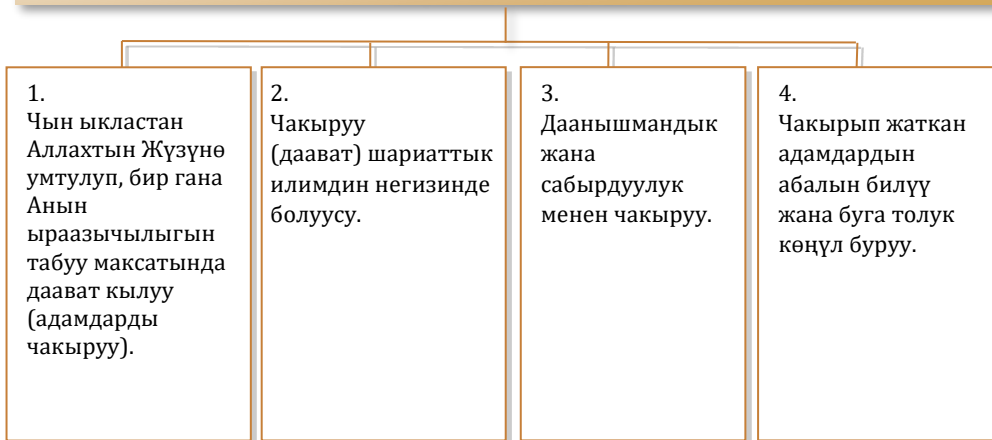 1.
Чын ыкластан
Аллахтын Жүзүнө
умтулуп, бир гана
Анын
ыраазычылыгын
табуу максатында
даават кылуу
(адамдарды
чакыруу).
2.
Чакыруу
(даават) шариаттык
илимдин негизинде
болуусу.
3.
Даанышмандык
жана
сабырдуулук
менен чакыруу.
4.
Чакырып жаткан
адамдардын
абалын билүү
жана буга толук
көңүл буруу.